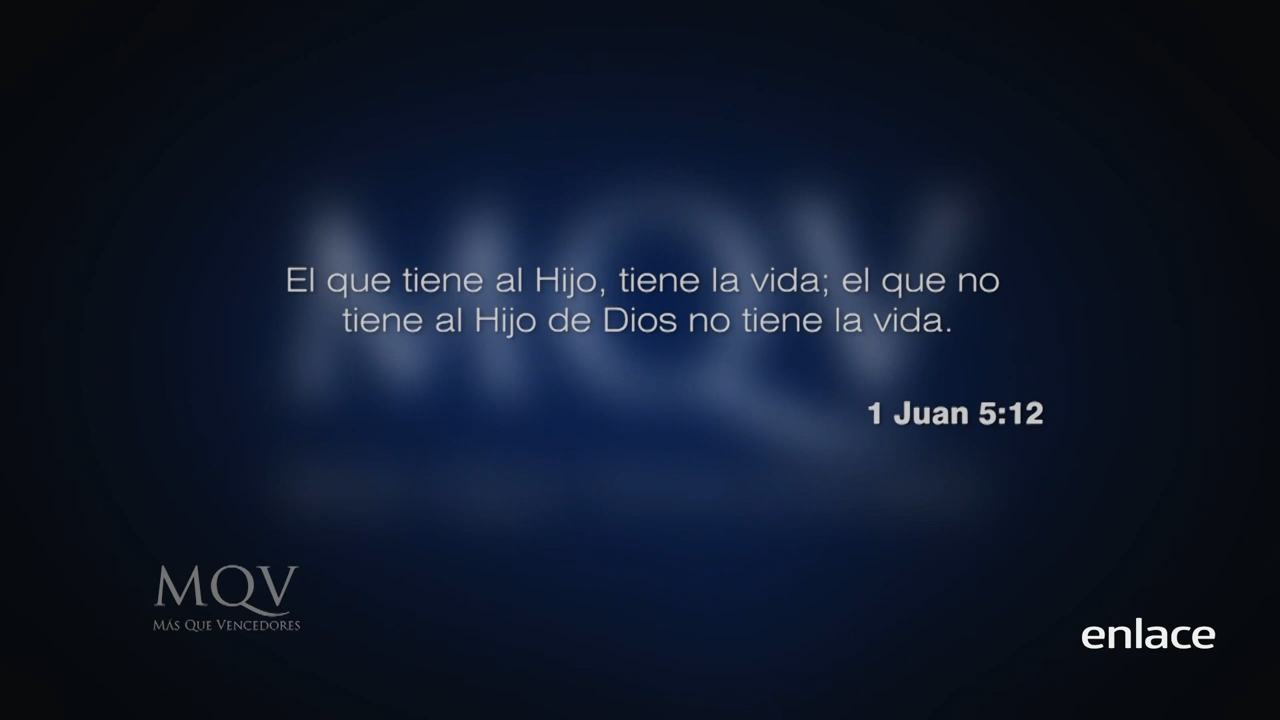 El que tiene al Hijo, tiene la vida; el que no
tiene al Hijo de Dios no tiene la vida.
1 Juan 5:12
MQV
MÁS QUE VENCEDORES
enlace